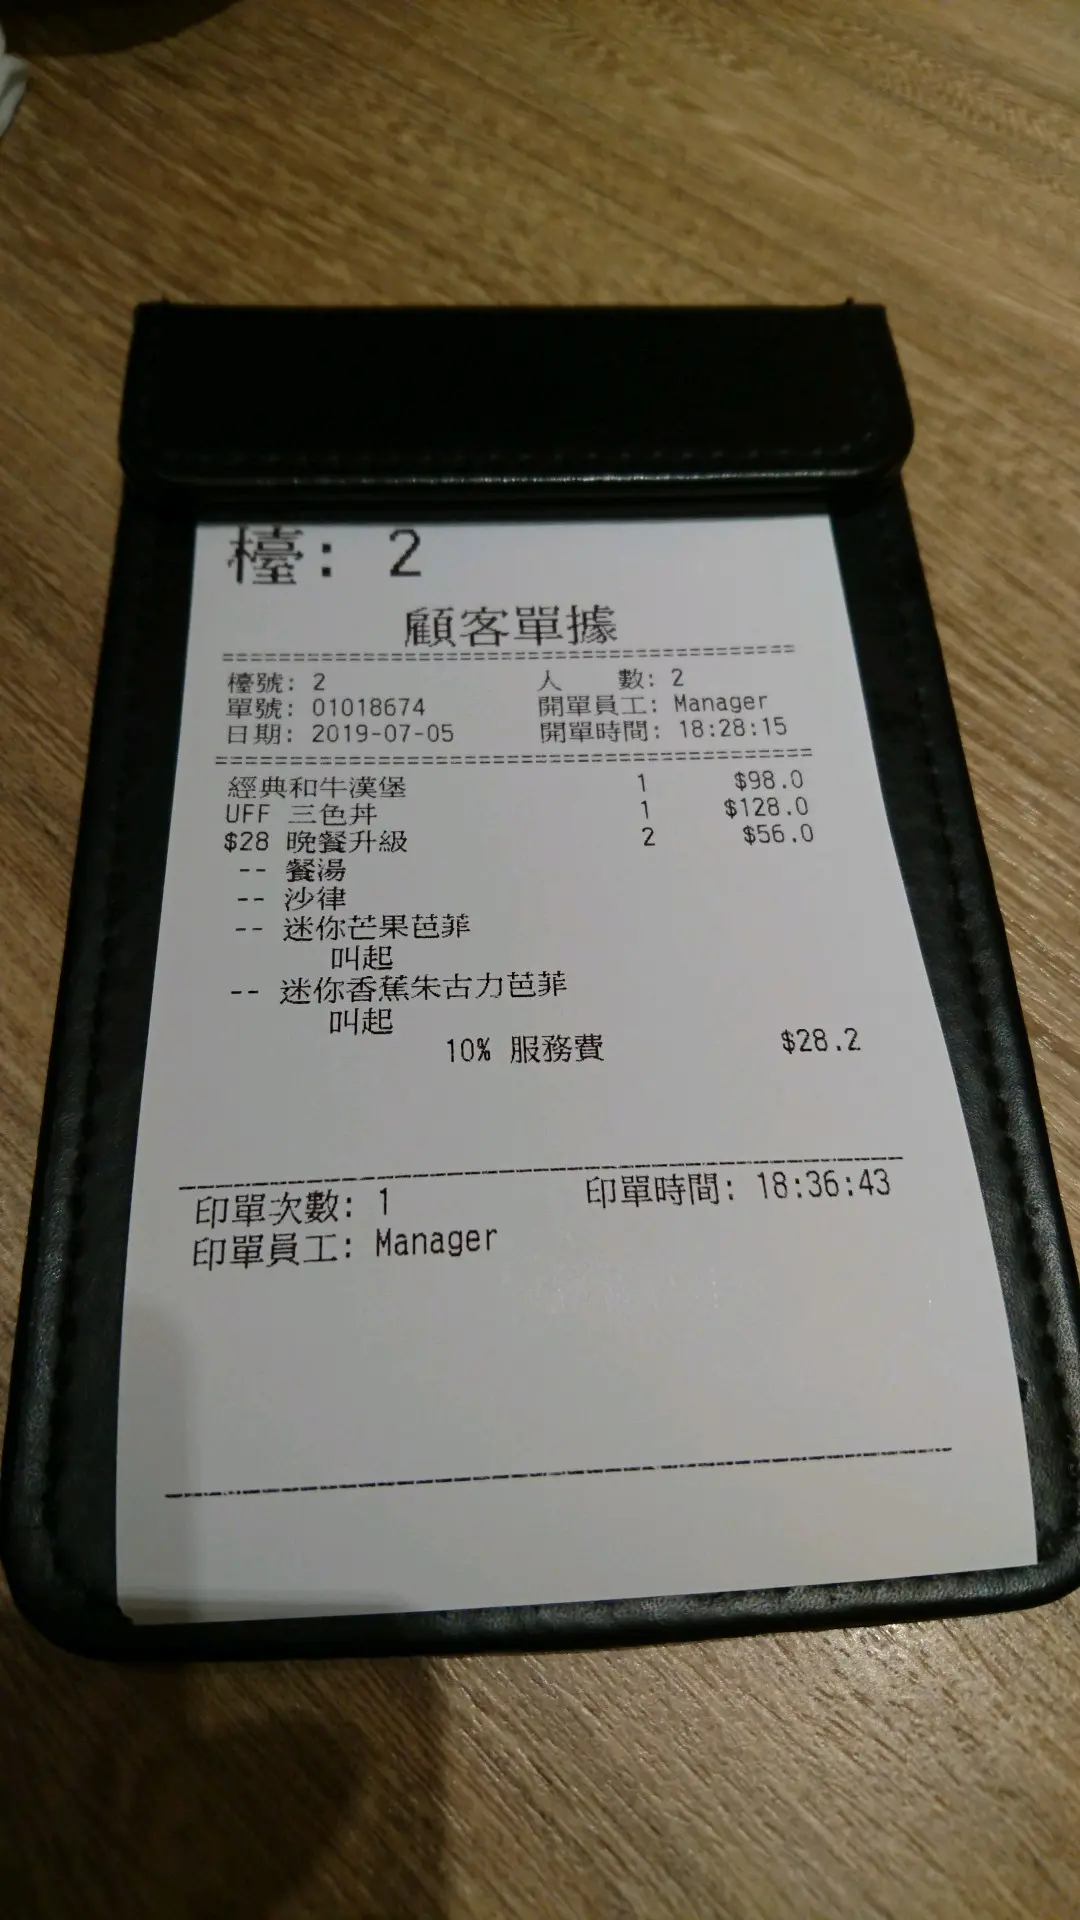 檯: 2
顧客單據
檯號: 2 人 數: 2
單號: 01018674 開單員工: Manager
日期: 2019-07-05 開單時間: 18:28:15
經典和牛漢堡 1 $98.0
UFF 三色丼 1 $128.0
$28 晚餐升級 2 $56.0
-- 餐湯
-- 沙律
-- 迷你芒果芭菲
叫起
-- 迷你香蕉朱古力芭菲
叫起
10% 服務費 $28.2
印單次數: 1 印單時間: 18:36:43
印單員工: Manager